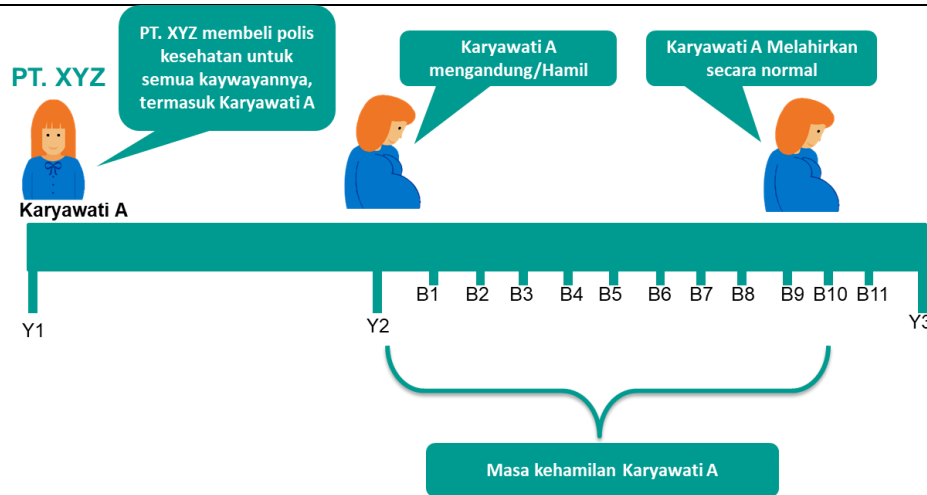 PT. XYZ membeli polis
kesehatan untuk
semua kaywayannya,
termasuk Karyawati A
Karyawati A
mengandung/Hamil
Karyawati A Melahirkan
secara normal
PT. XYZ
Karyawati A
B1 B2 B3 B4 B5 B6 B7 B8 B9 B10 B11
Y1 Y2 Y3
Masa kehamilan Karyawati A